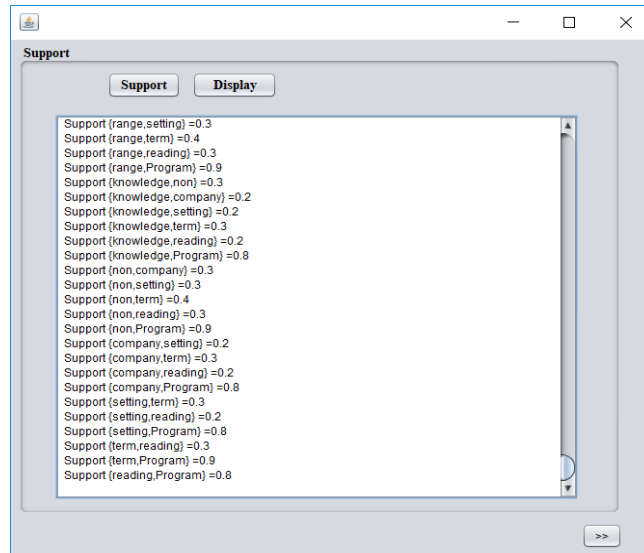 Support
Support Display
Support {range,setting} =0.3
Support {range,term} =0.4
Support {range,reading} =0.3
Support {range,Program} =0.9
Support {knowledge,non} =0.3
Support {knowledge,company} =0.2
Support {knowledge,setting} =0.2
Support {knowledge,term} =0.3
Support {knowledge,reading} =0.2
Support {knowledge,Program} =0.8
Support {non,company} =0.3
Support {non,setting} =0.3
Support {non,term} =0.4
Support {non,reading} =0.3
Support {non,Program} =0.9
Support {company,setting} =0.2
Support {company,term} =0.3
Support {company,reading} =0.2
Support {company,Program} =0.8
Support {setting,term} =0.3
Support {setting,reading} =0.2
Support {setting,Program} =0.8
Support {term,reading} =0.3
Support {term,Program} =0.9
Support {reading,Program} =0.8
>>